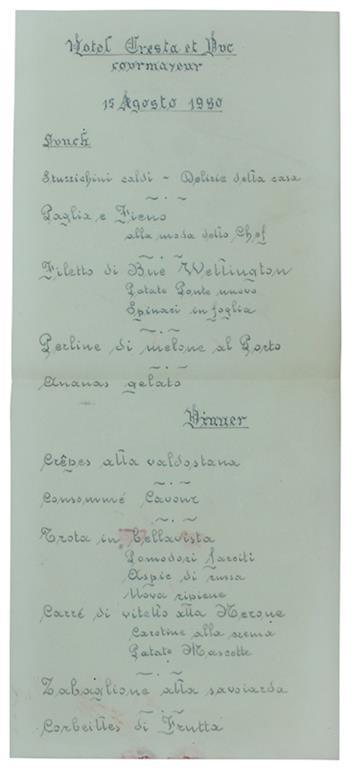 Hotel Cresta et Duc
courmayeur
15 Agosto 1980
Lunch
Stuzzichini caldi - Delizie della casa
Paglia e Fieno
alla moda dello Chef
Filetto di Bue Wellington
Patate Ponte nuovo
Spinaci in foglia
Perline di melone al Porto
Ananas gelato
Dinner
Crêpes alla valdostana
Consommé Cavour
Trota in bellavista
Pomodori farciti
Aspic di russa
Uova ripiene
Carré di vitello alla Nerone
Carotine alla crema
Patate Mascotte
Zabaglione alla savoiarda
Corbeilles di Frutta